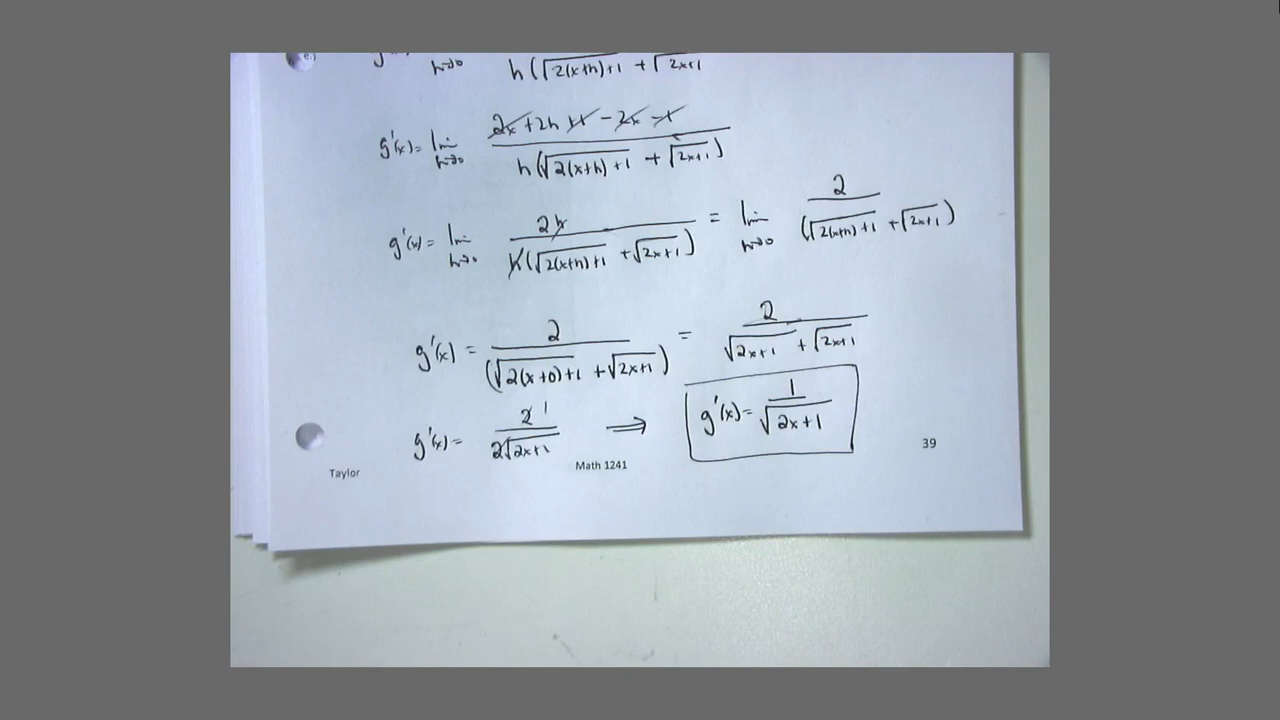 e.)
lim h→0 h(√2(x+h)+1 + √2x+1
g'(x) = lim h→0 2x + 2h + 1 - 2x - 1 / h(√2(x+h)+1 + √2x+1)
g'(x) = lim h→0 2h / h(√2(x+h)+1 + √2x+1) = lim h→0 2 / (√2(x+h)+1 + √2x+1)
g'(x) = 2 / (√2(x+0)+1 + √2x+1) = 2 / √2x+1 + √2x+1
g'(x) = 2 1 / 2√2x+1 ⟹ g'(x) = 1 / √2x+1
Taylor Math 1241 39